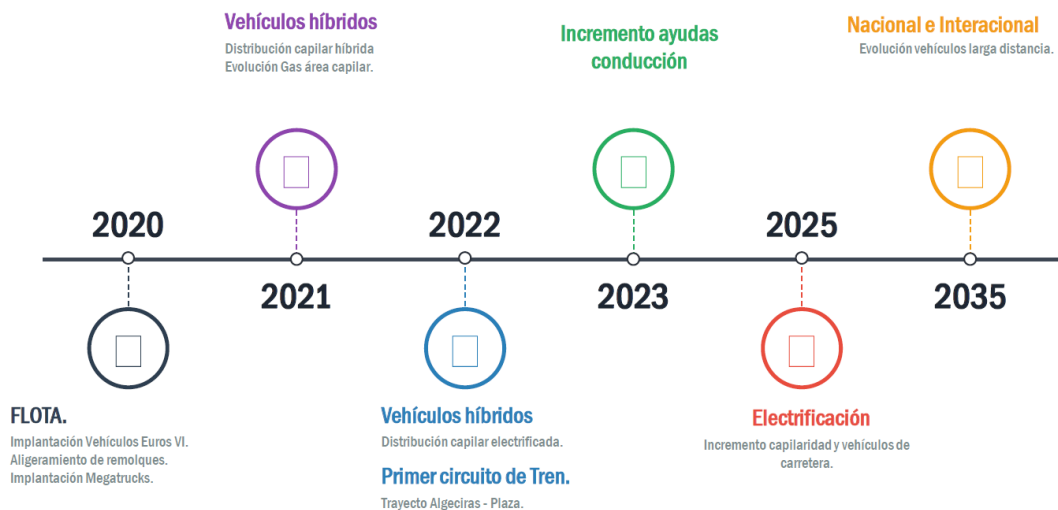 Vehículos híbridos
Distribución capilar híbrida
Evolución Gas área capilar.
Incremento ayudas
conducción
Nacional e Interacional
Evolución vehículos larga distancia.
2020
2022
2025
2021
2023
2035
FLOTA.
Implantación Vehículos Euros VI.
Aligeramiento de remolques.
Implantación Megatrucks.
Vehículos híbridos
Distribución capilar electrificada.
Primer circuito de Tren.
Trayecto Algeciras - Plaza.
Electrificación
Incremento capilaridad y vehículos de
carretera.